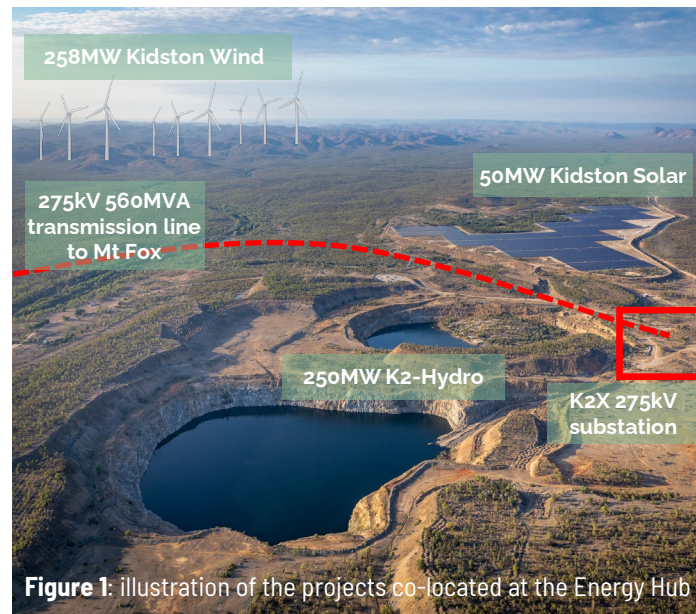 258MW Kidston Wind
50MW Kidston Solar
275kV 560MVA
transmission line
to Mt Fox
250MW K2-Hydro
K2X 275kV
substation
Figure 1: illustration of the projects co-located at the Energy Hub